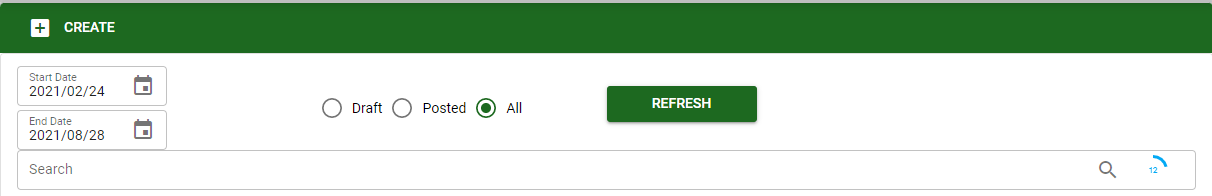 CREATE
Start Date
2021/02/24
Draft Posted All
REFRESH
End Date
2021/08/28
Search
12